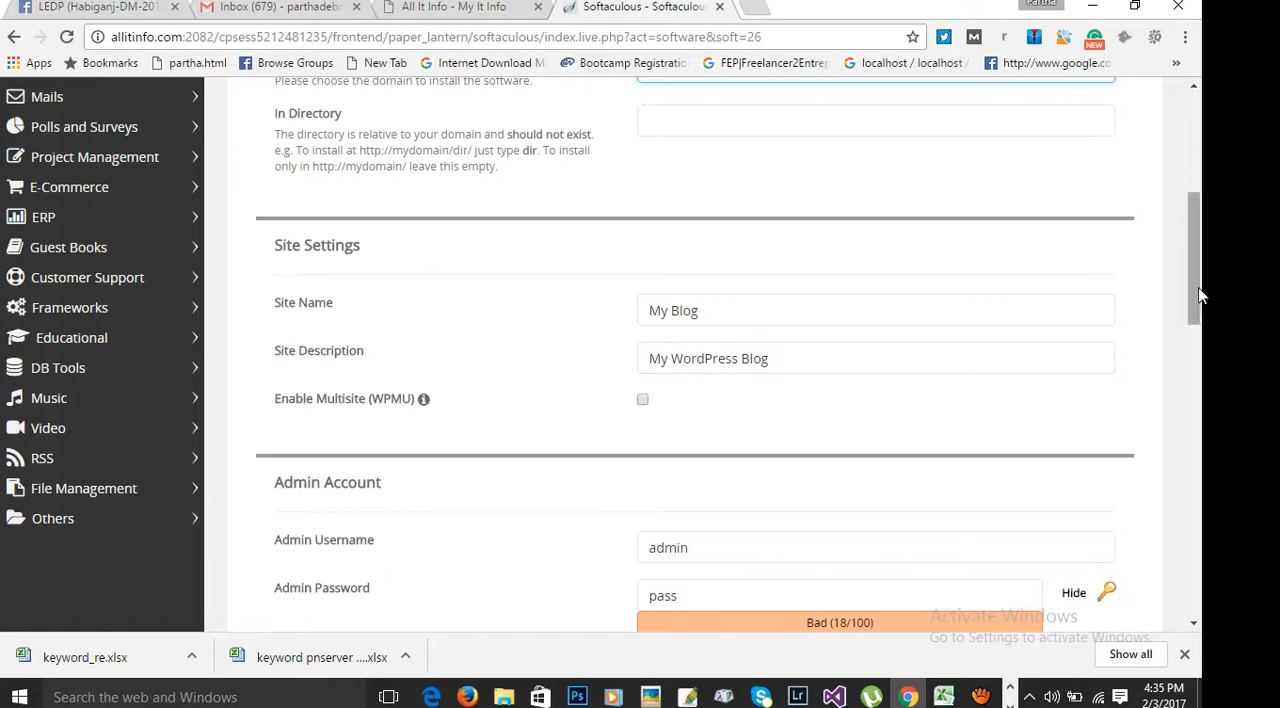 LEDP (Habiganj-DM-201
Inbox (679) - parthadebn
All It Info - My It Info
Softaculous - Softaculou
Partha
allitinfo.com:2082/cpsess5212481235/frontend/paper_lantern/softaculous/index.live.php?act=software&soft=26
NEW
Apps
Bookmarks
partha.html
Browse Groups
New Tab
Internet Download M
Bootcamp Registratio
FEP|Freelancer2Entrep
localhost / localhost /
http://www.google.co
»
Mails
Polls and Surveys
Project Management
E-Commerce
ERP
Guest Books
Customer Support
Frameworks
Educational
DB Tools
Music
Video
RSS
File Management
Others
Please choose the domain to install the software.
In Directory
The directory is relative to your domain and should not exist.
e.g. To install at http://mydomain/dir/ just type dir. To install
only in http://mydomain/ leave this empty.
Site Settings
Site Name
My Blog
Site Description
My WordPress Blog
Enable Multisite (WPMU)
Admin Account
Admin Username
admin
Admin Password
pass
Hide
Bad (18/100)
Activate Windows
Go to Settings to activate Windows.
keyword_re.xlsx
keyword pnserver ....xlsx
Show all
Search the web and Windows
Ps
Lr
4:35 PM
2/3/2017